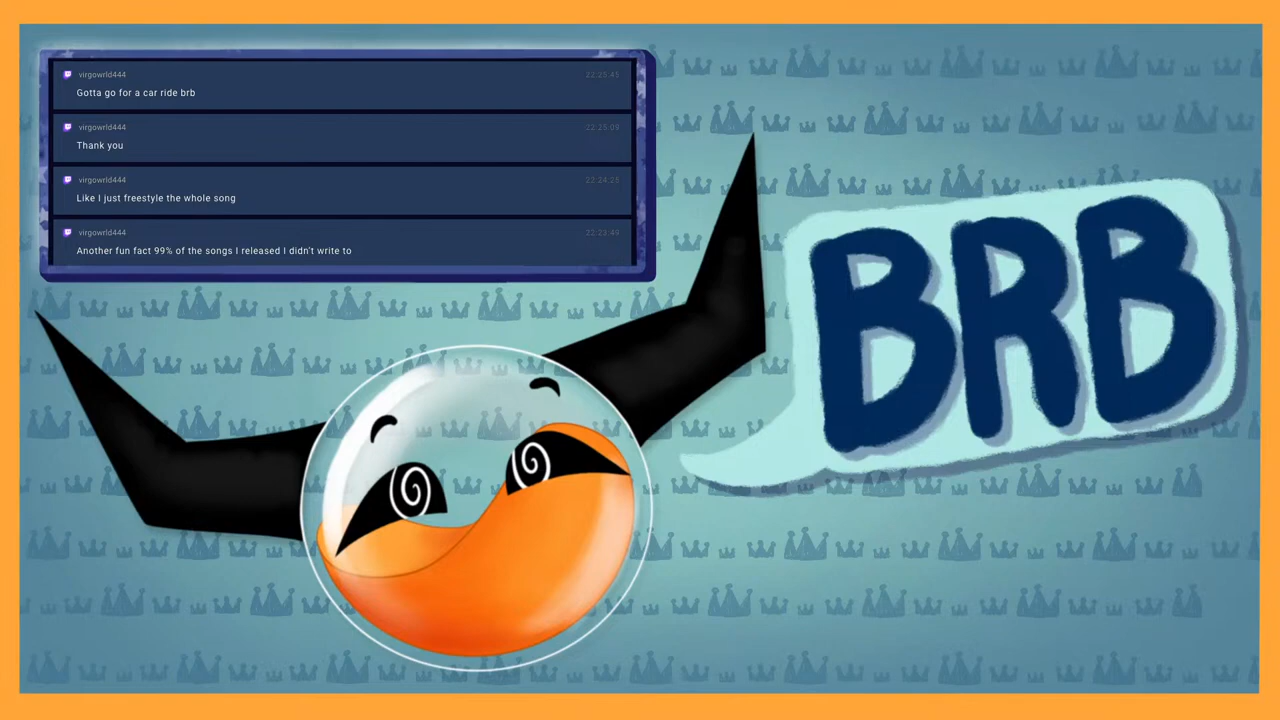 virgowrld444 22:25:45
Gotta go for a car ride brb
virgowrld444 22:25:09
Thank you
virgowrld444 22:24:25
Like I just freestyle the whole song
virgowrld444 22:23:49
Another fun fact 99% of the songs I released I didn't write to
BRB